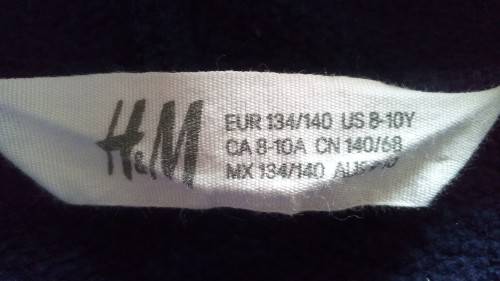 H&M
EUR 134/140 US 8-10Y
CA 8-10A CN 140/68
MX 134/140